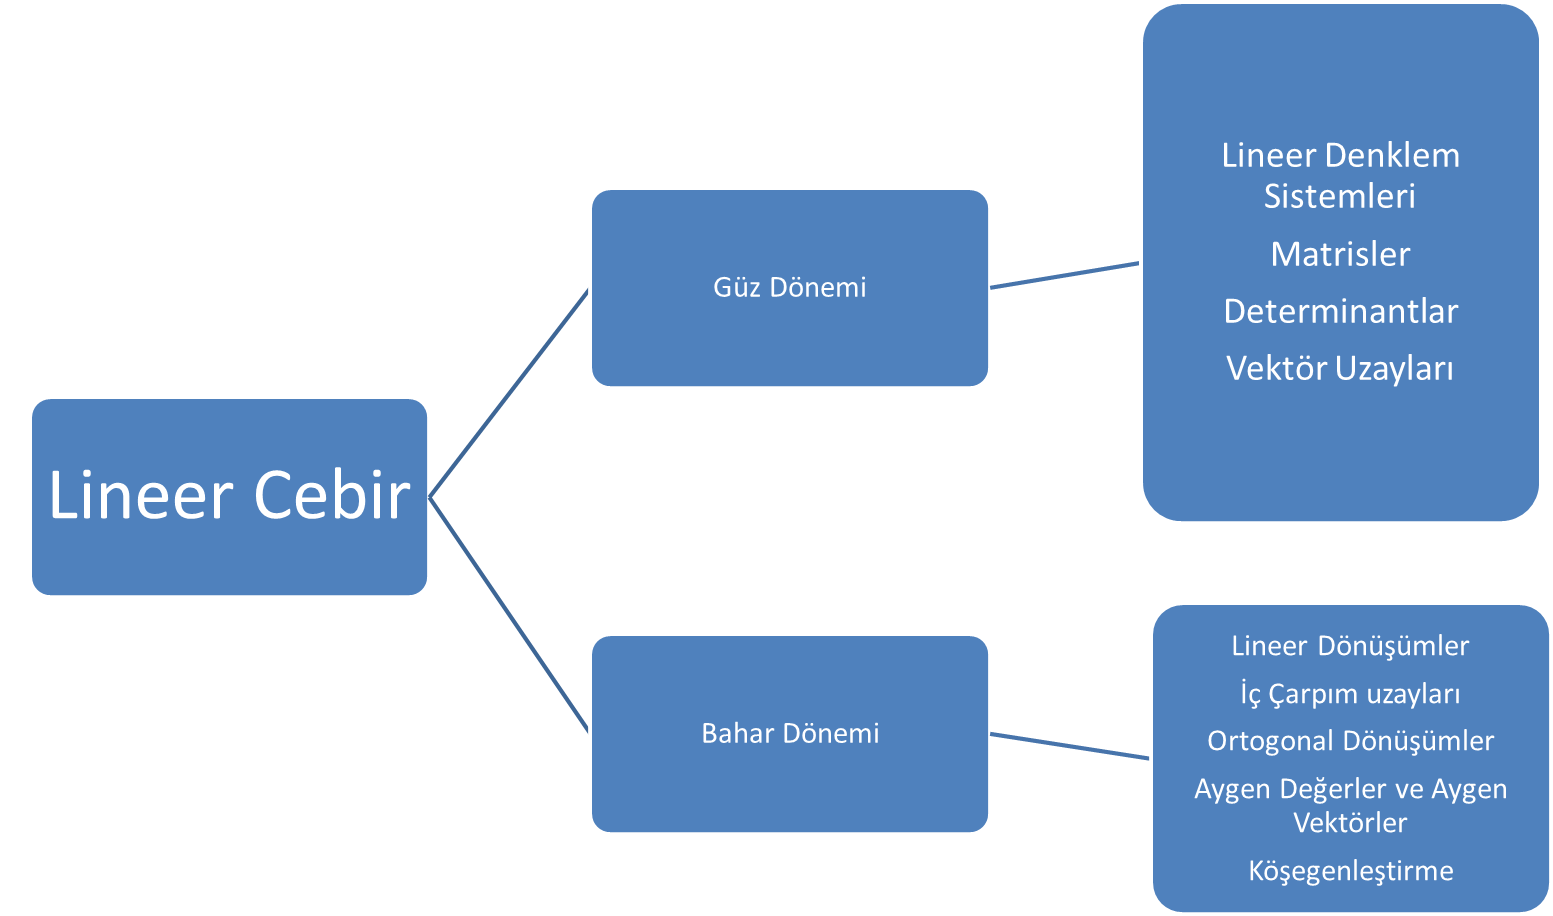 Lineer Cebir
Güz Dönemi
Lineer Denklem
Sistemleri
Matrisler
Determinantlar
Vektör Uzayları
Bahar Dönemi
Lineer Dönüşümler
İç Çarpım uzayları
Ortogonal Dönüşümler
Aygen Değerler ve Aygen
Vektörler
Köşegenleştirme